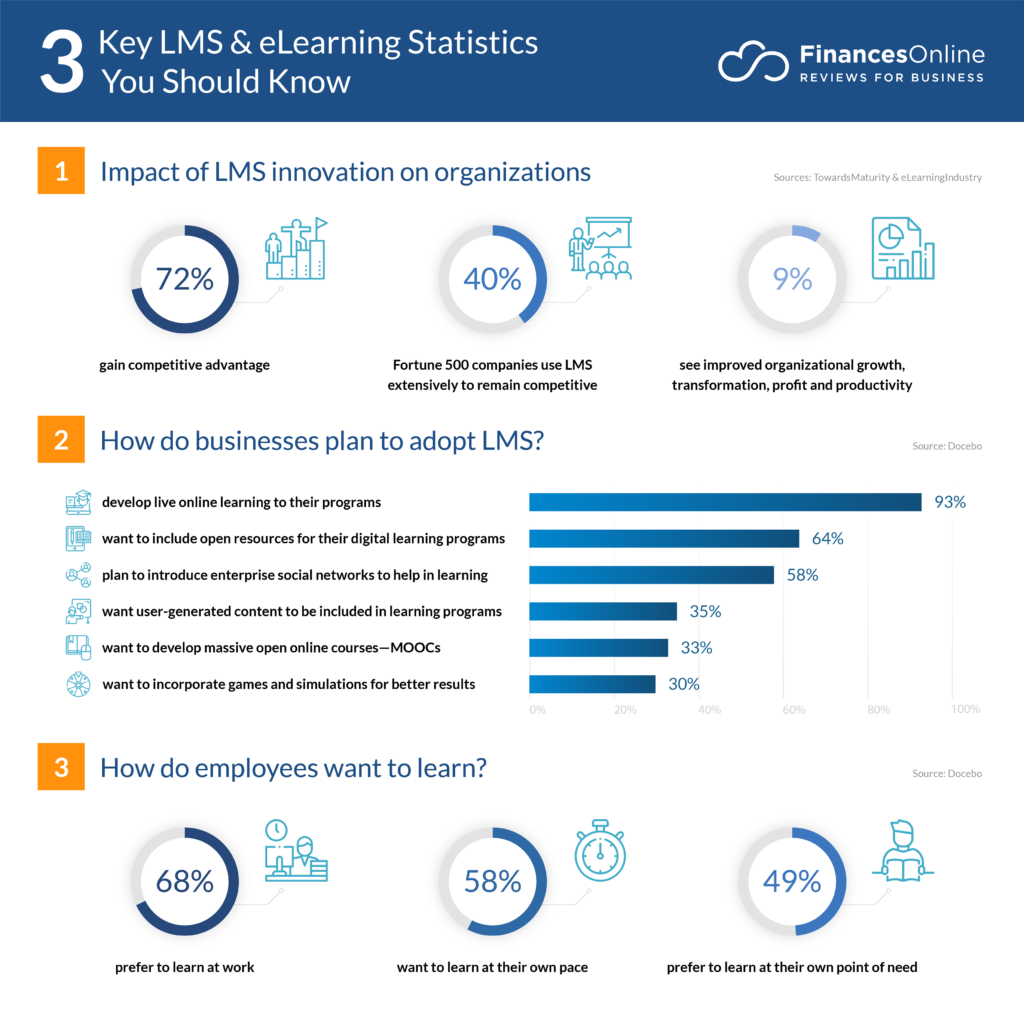 3
Key LMS & eLearning Statistics
You Should Know
FinancesOnline
REVIEWS FOR BUSINESS
1
Impact of LMS innovation on organizations
Sources: TowardsMaturity & eLearningIndustry
72%
40%
9%
gain competitive advantage
Fortune 500 companies use LMS
extensively to remain competitive
see improved organizational growth,
transformation, profit and productivity
2
How do businesses plan to adopt LMS?
Source: Docebo
develop live online learning to their programs
93%
want to include open resources for their digital learning programs
64%
plan to introduce enterprise social networks to help in learning
58%
want user-generated content to be included in learning programs
35%
want to develop massive open online courses—MOOCs
33%
want to incorporate games and simulations for better results
30%
0% 20% 40% 60% 80% 100%
3
How do employees want to learn?
Source: Docebo
68%
58%
49%
prefer to learn at work
want to learn at their own pace
prefer to learn at their own point of need